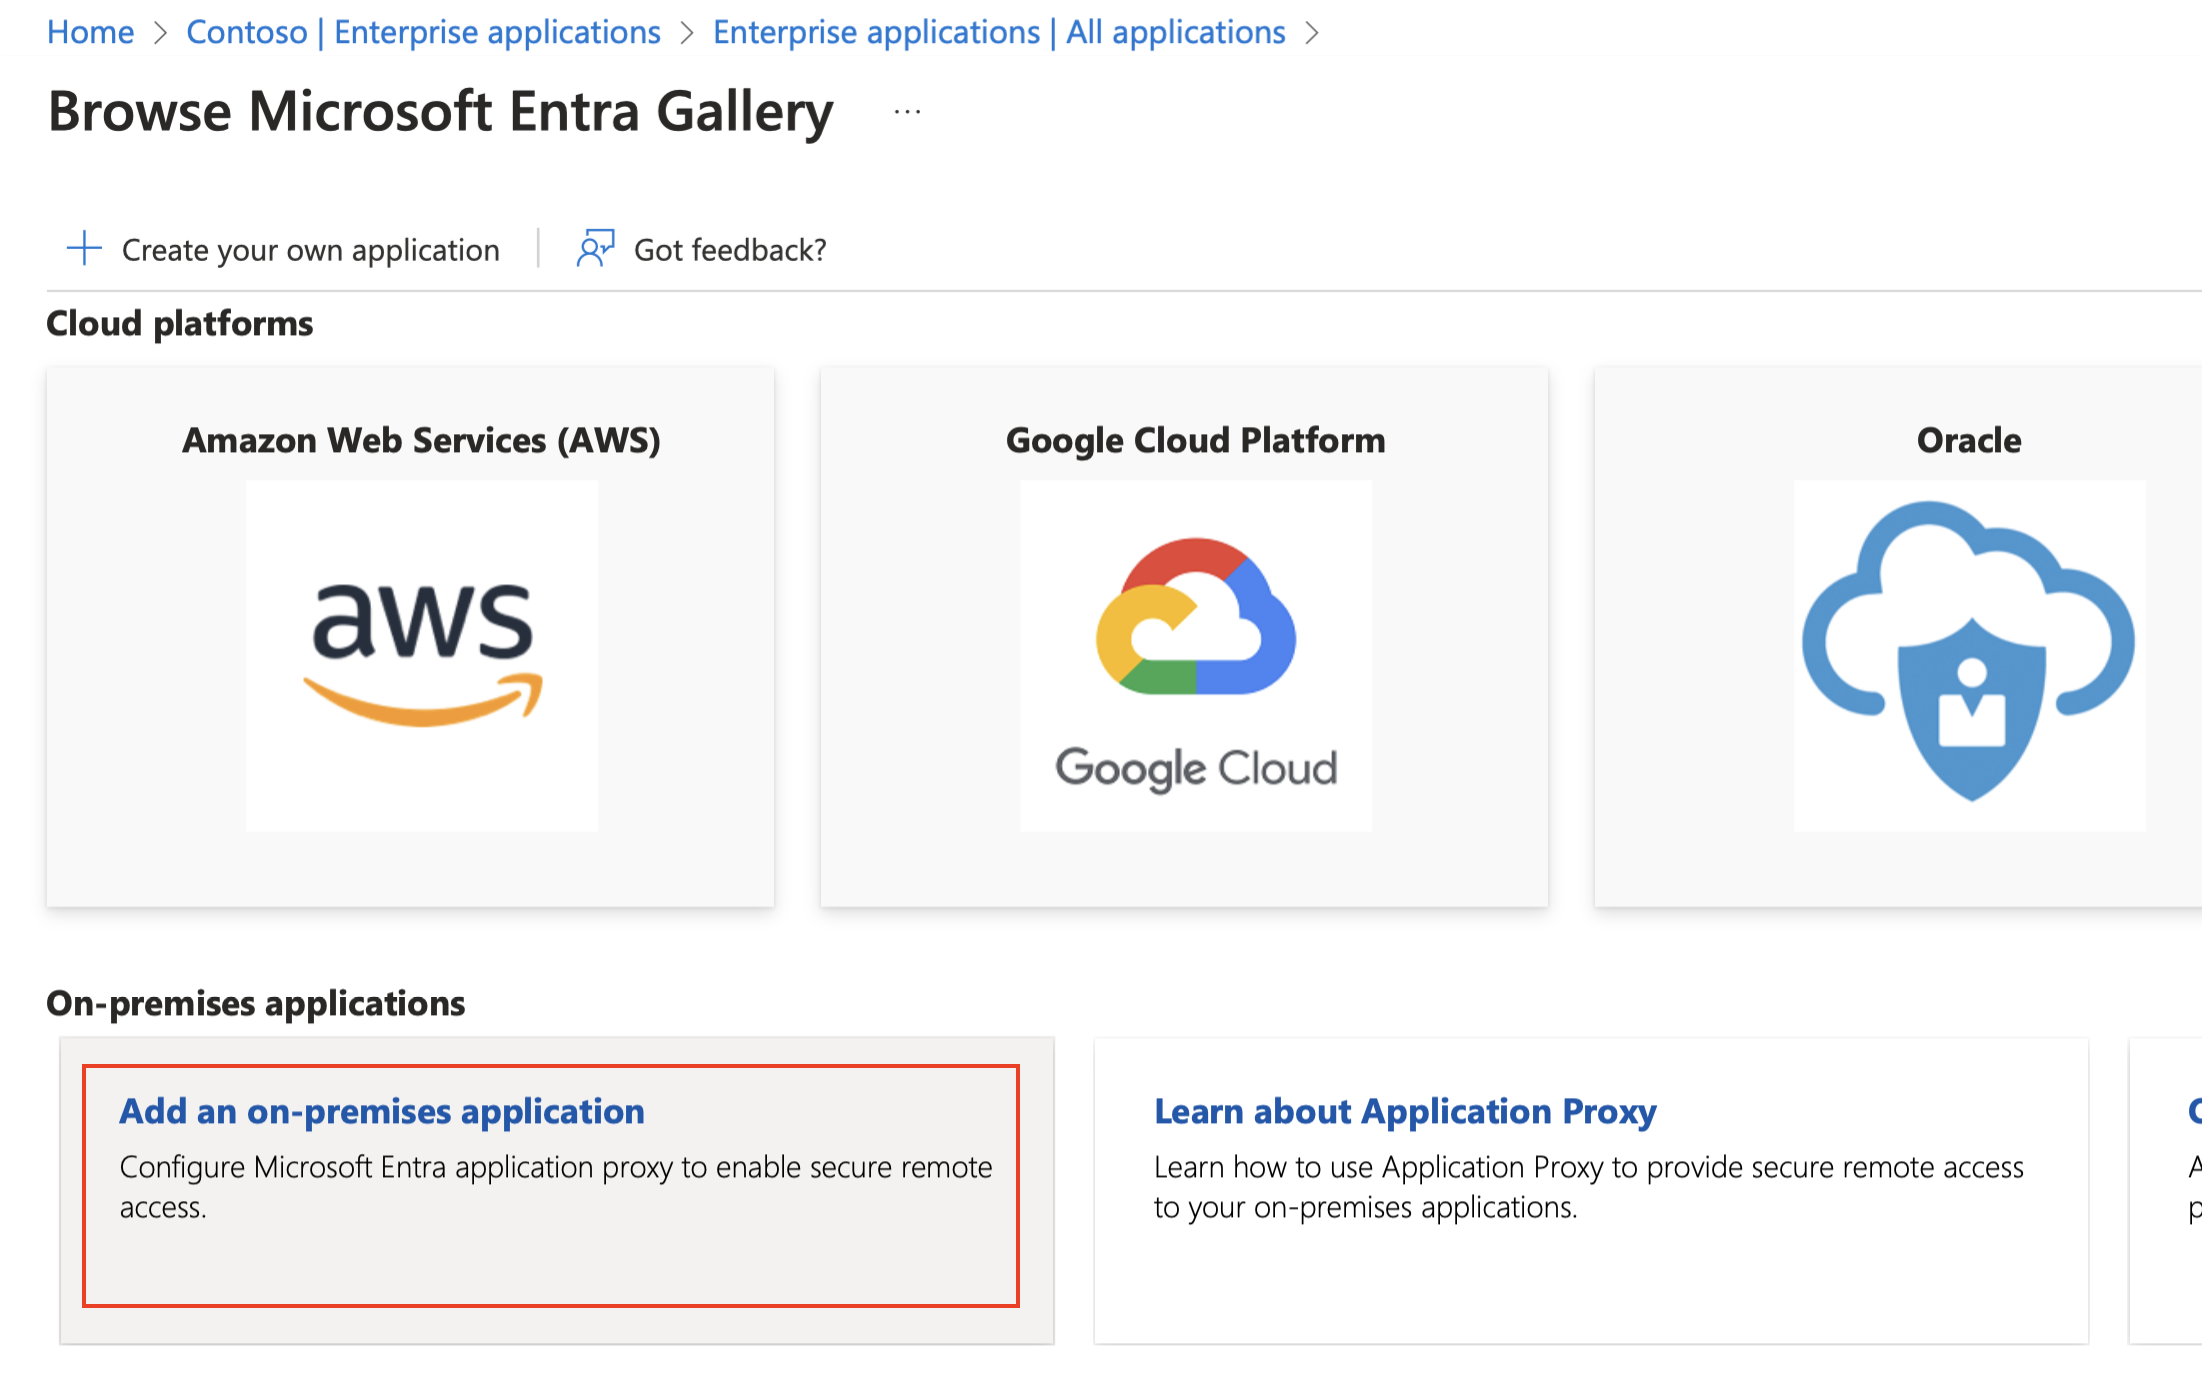 Home > Contoso | Enterprise applications > Enterprise applications | All applications >
Browse Microsoft Entra Gallery ...
+ Create your own application | Got feedback?
Cloud platforms
Amazon Web Services (AWS)
aws
Google Cloud Platform
Google Cloud
Oracle
On-premises applications
Add an on-premises application
Configure Microsoft Entra application proxy to enable secure remote
access.
Learn about Application Proxy
Learn how to use Application Proxy to provide secure remote access
to your on-premises applications.